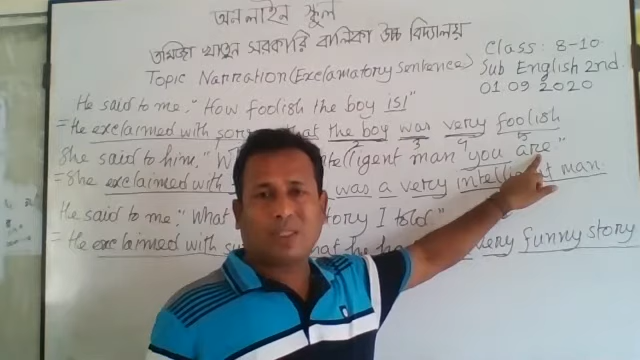 অনলাইন স্কুল
তমিজা খাতুন সরকারি বালিকা উচ্চ বিদ্যালয়
Class: 8-10
Topic Narration (Exclamatory Sentence)
Sub English 2nd.
01 09 2020
He said to me, "How foolish the boy is!"
= He exclaimed with that the boy was very foolish
She said to him, " man you are"
= She exclaimed with was a very intelligent man.
He said to me, "What I told"
= He exclaimed with that he very funny story